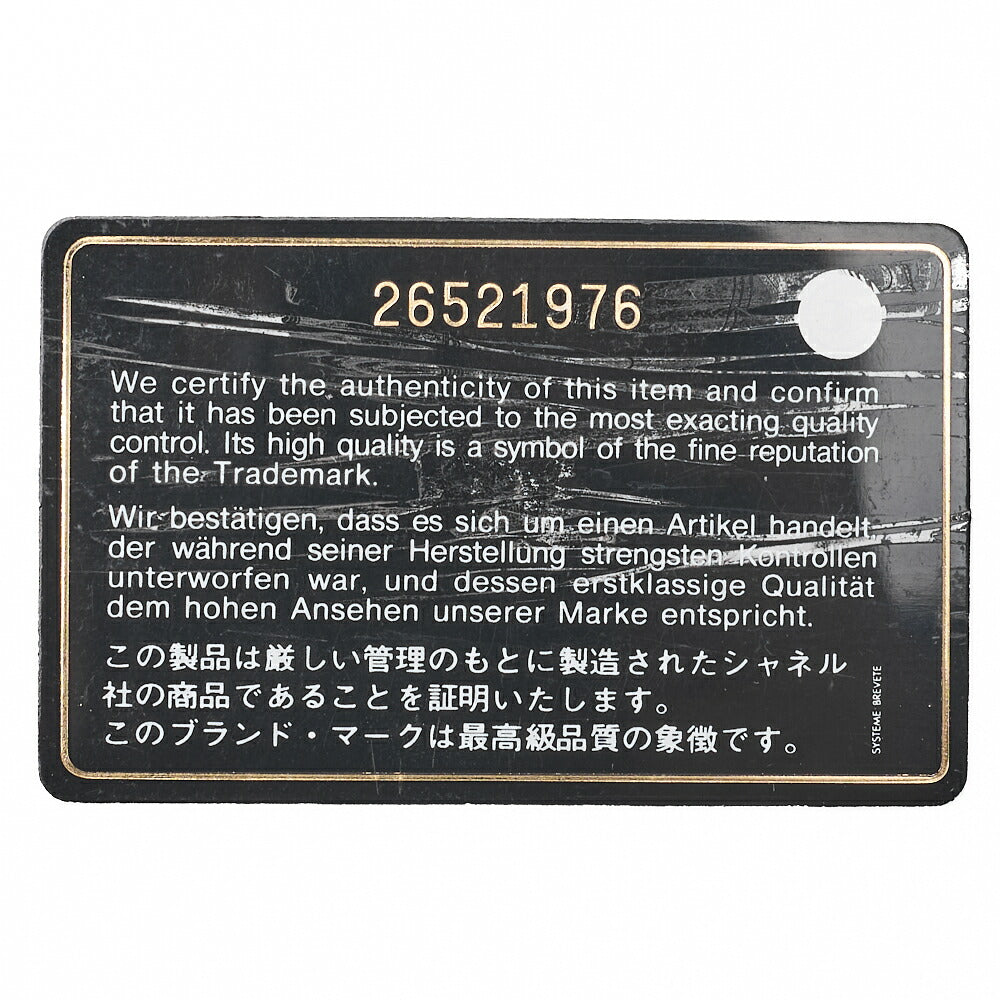 26521976
We certify the authenticity of this item and confirm
that it has been subjected to the most exacting quality
control. Its high quality is a symbol of the fine reputation
of the Trademark.
Wir bestätigen, dass es sich um einen Artikel handelt
der während seiner Herstellung strengsten Kontrollen
unterworfen war, und dessen erstklassige Qualität
dem hohen Ansehen unserer Marke entspricht.
この製品は厳しい管理のもとに製造されたシャネル
社の商品であることを証明いたします。
このブランド・マークは最高級品質の象徴です。
SYSTEME BREVETE